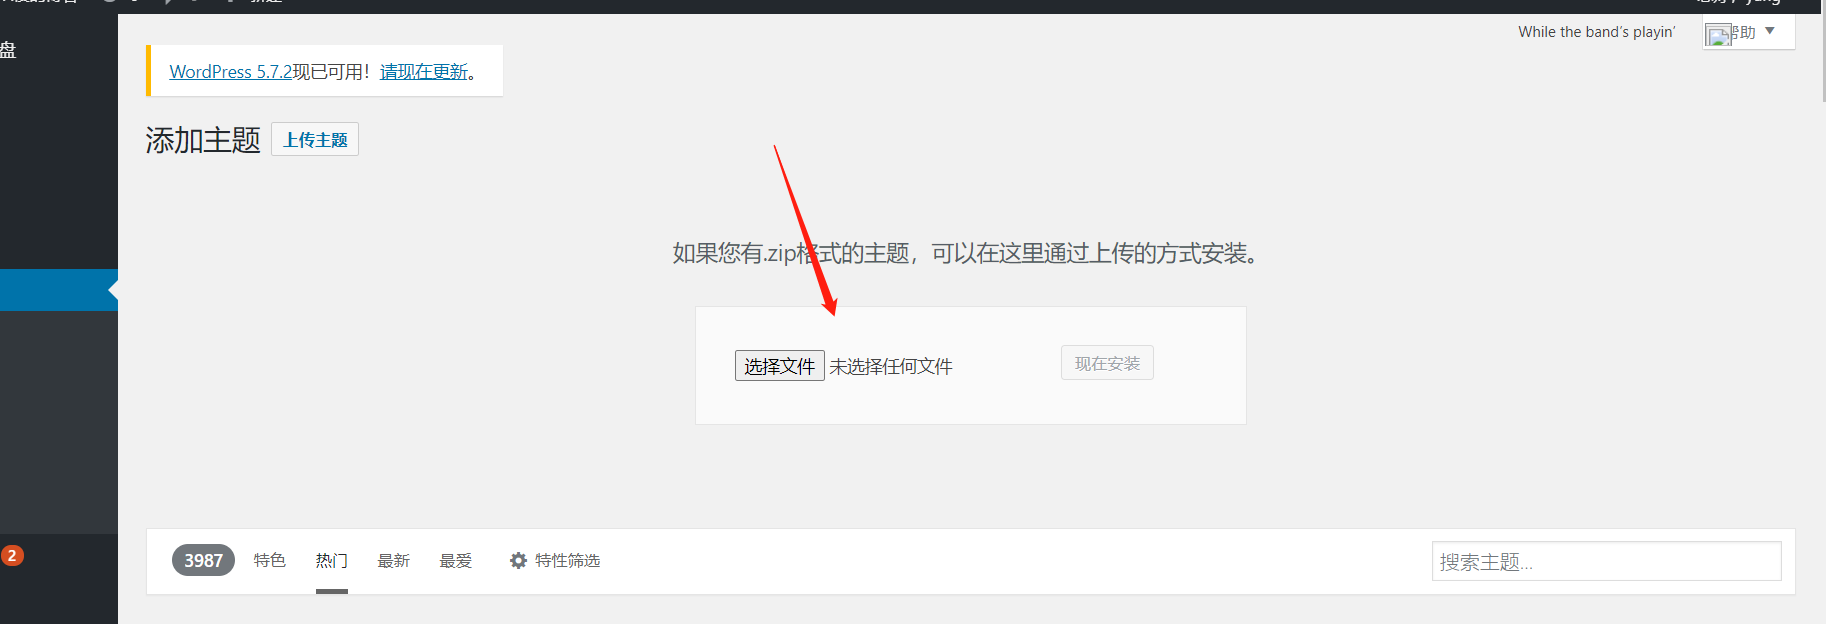 While the band's playin'
帮助
盘
WordPress 5.7.2现已可用！请现在更新。
添加主题
上传主题
如果您有.zip格式的主题，可以在这里通过上传的方式安装。
选择文件 未选择任何文件
现在安装
3987 特色 热门 最新 最爱 特性筛选
搜索主题...
2